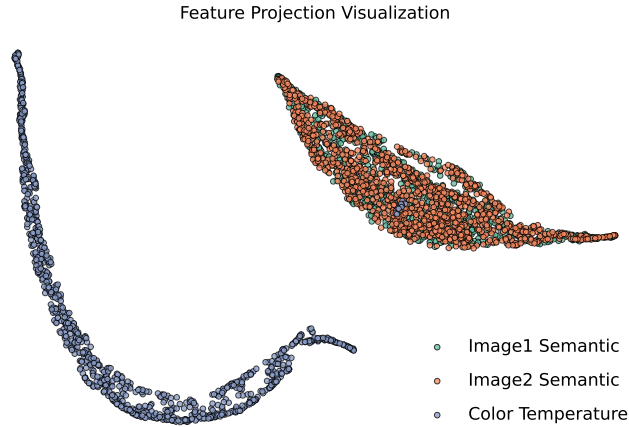 Feature Projection Visualization
Image1 Semantic
Image2 Semantic
Color Temperature